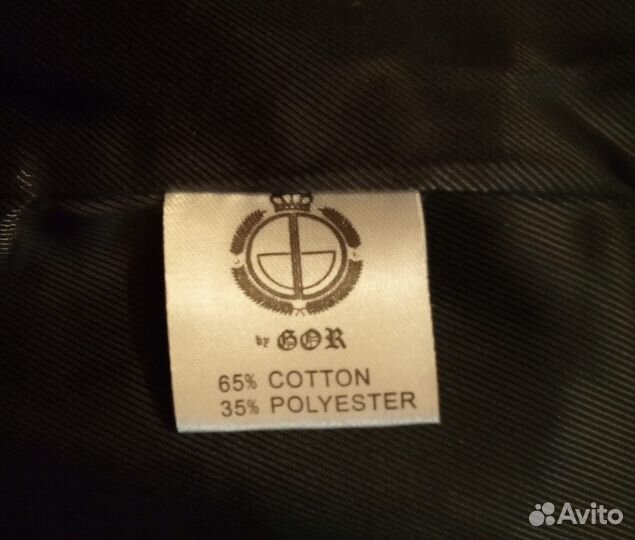 by GOR
65% COTTON
35% POLYESTER
Avito